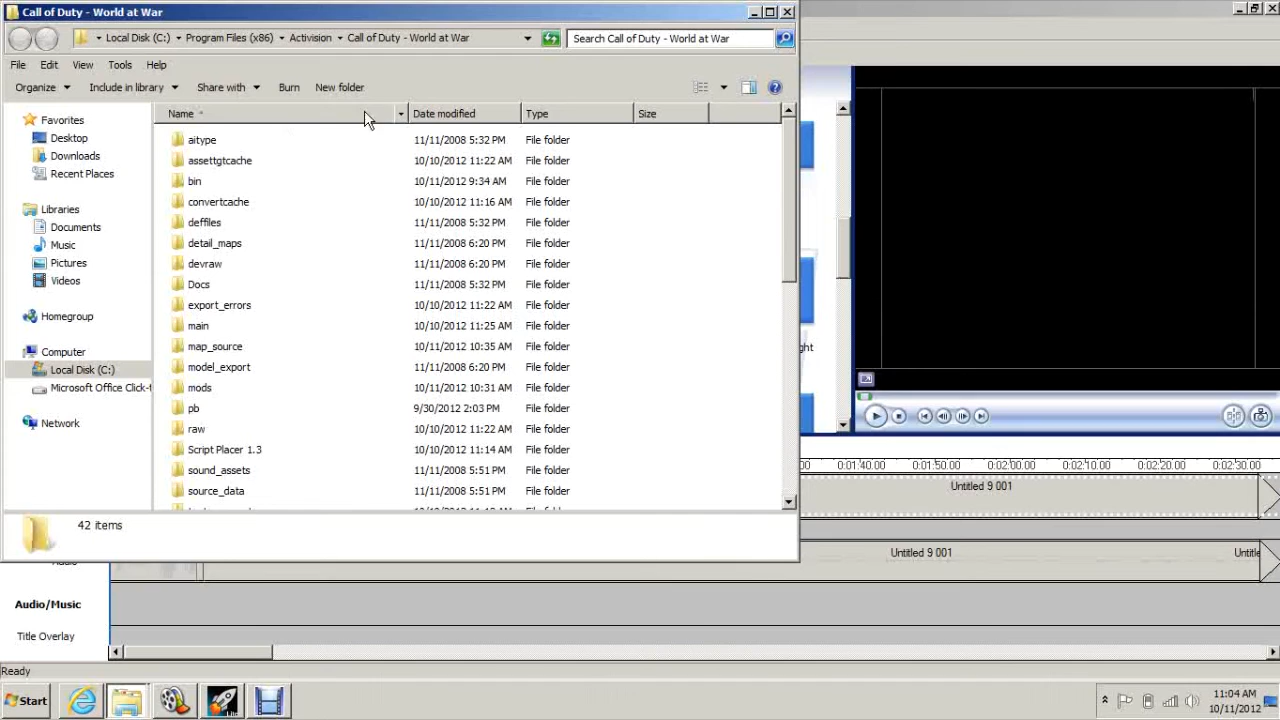 Call of Duty - World at War
Local Disk (C:) Program Files (x86) Activision Call of Duty - World at War
Search Call of Duty - World at War
File Edit View Tools Help
Organize Include in library Share with Burn New folder
Name Date modified Type Size
Favorites
Desktop
Downloads
Recent Places
Libraries
Documents
Music
Pictures
Videos
Homegroup
Computer
Local Disk (C:)
Microsoft Office Click-t
Network
aitype 11/11/2008 5:32 PM File folder
assettgtcache 10/10/2012 11:22 AM File folder
bin 10/11/2012 9:34 AM File folder
convertcache 10/10/2012 11:16 AM File folder
deffiles 11/11/2008 5:32 PM File folder
detail_maps 11/11/2008 6:20 PM File folder
devraw 11/11/2008 6:20 PM File folder
Docs 11/11/2008 5:32 PM File folder
export_errors 10/10/2012 11:22 AM File folder
main 10/10/2012 11:25 AM File folder
map_source 10/11/2012 10:35 AM File folder
model_export 11/11/2008 6:20 PM File folder
mods 10/11/2012 10:31 AM File folder
pb 9/30/2012 2:03 PM File folder
raw 10/10/2012 11:22 AM File folder
Script Placer 1.3 10/10/2012 11:14 AM File folder
sound_assets 11/11/2008 5:51 PM File folder
source_data 11/11/2008 5:51 PM File folder
42 items
ght
0:01:40.00 0:01:50.00 0:02:00.00 0:02:10.00 0:02:20.00 0:02:30.00
Untitled 9 001
Untitled 9 001 Untitle
Audio/Music
Title Overlay
Ready
Start
Lite
11:04 AM
10/11/2012